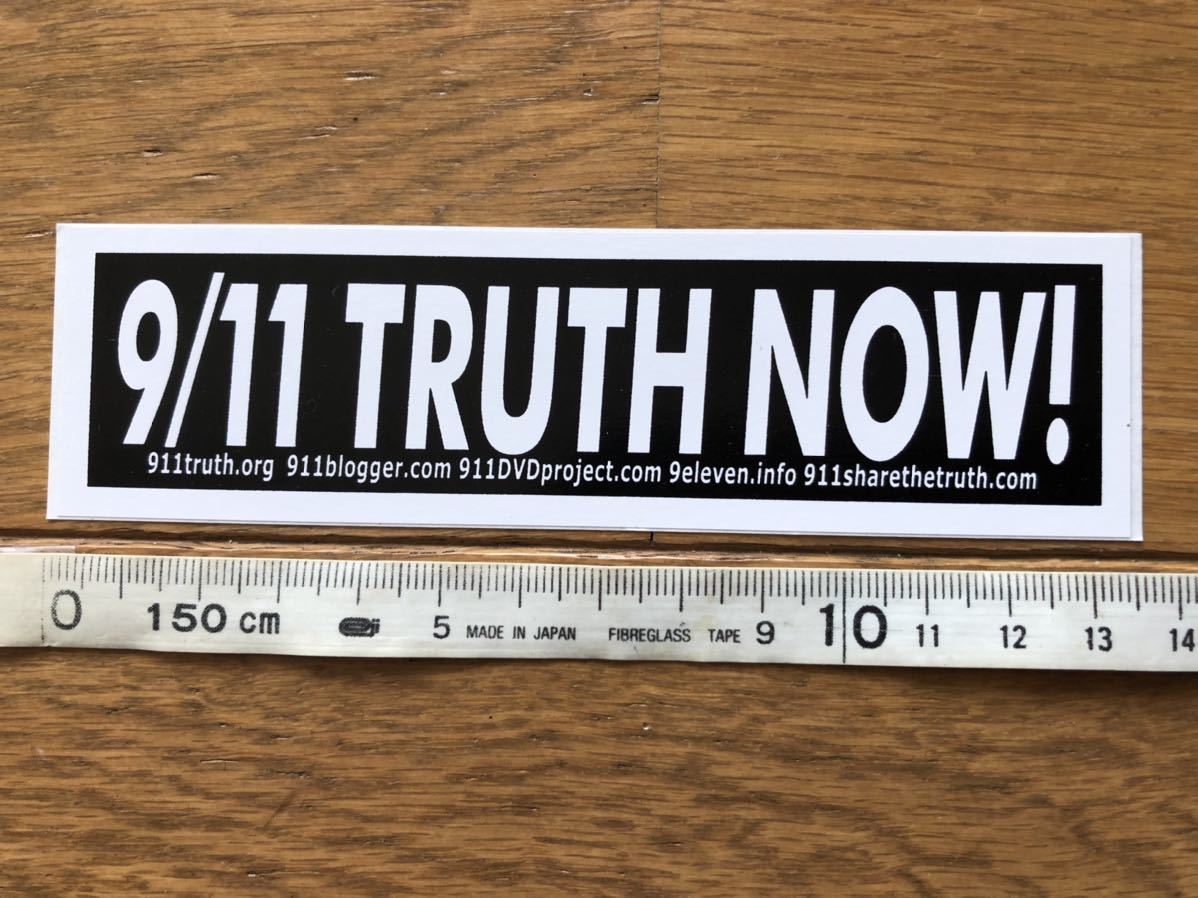 9/11 TRUTH NOW!
911truth.org 911blogger.com 911DVDproject.com 9eleven.info 911sharethetruth.com
0 150 cm 5 MADE IN JAPAN FIBREGLASS TAPE 9 10 11 12 13 14